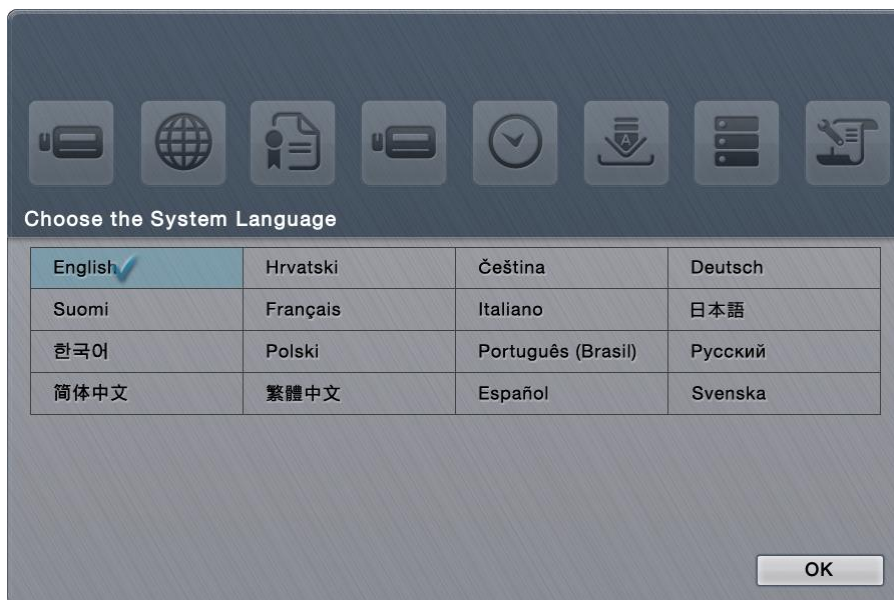 Choose the System Language
English Hrvatski Čeština Deutsch
Suomi Français Italiano 日本語
한국어 Polski Português (Brasil) Русский
简体中文 繁體中文 Español Svenska
OK